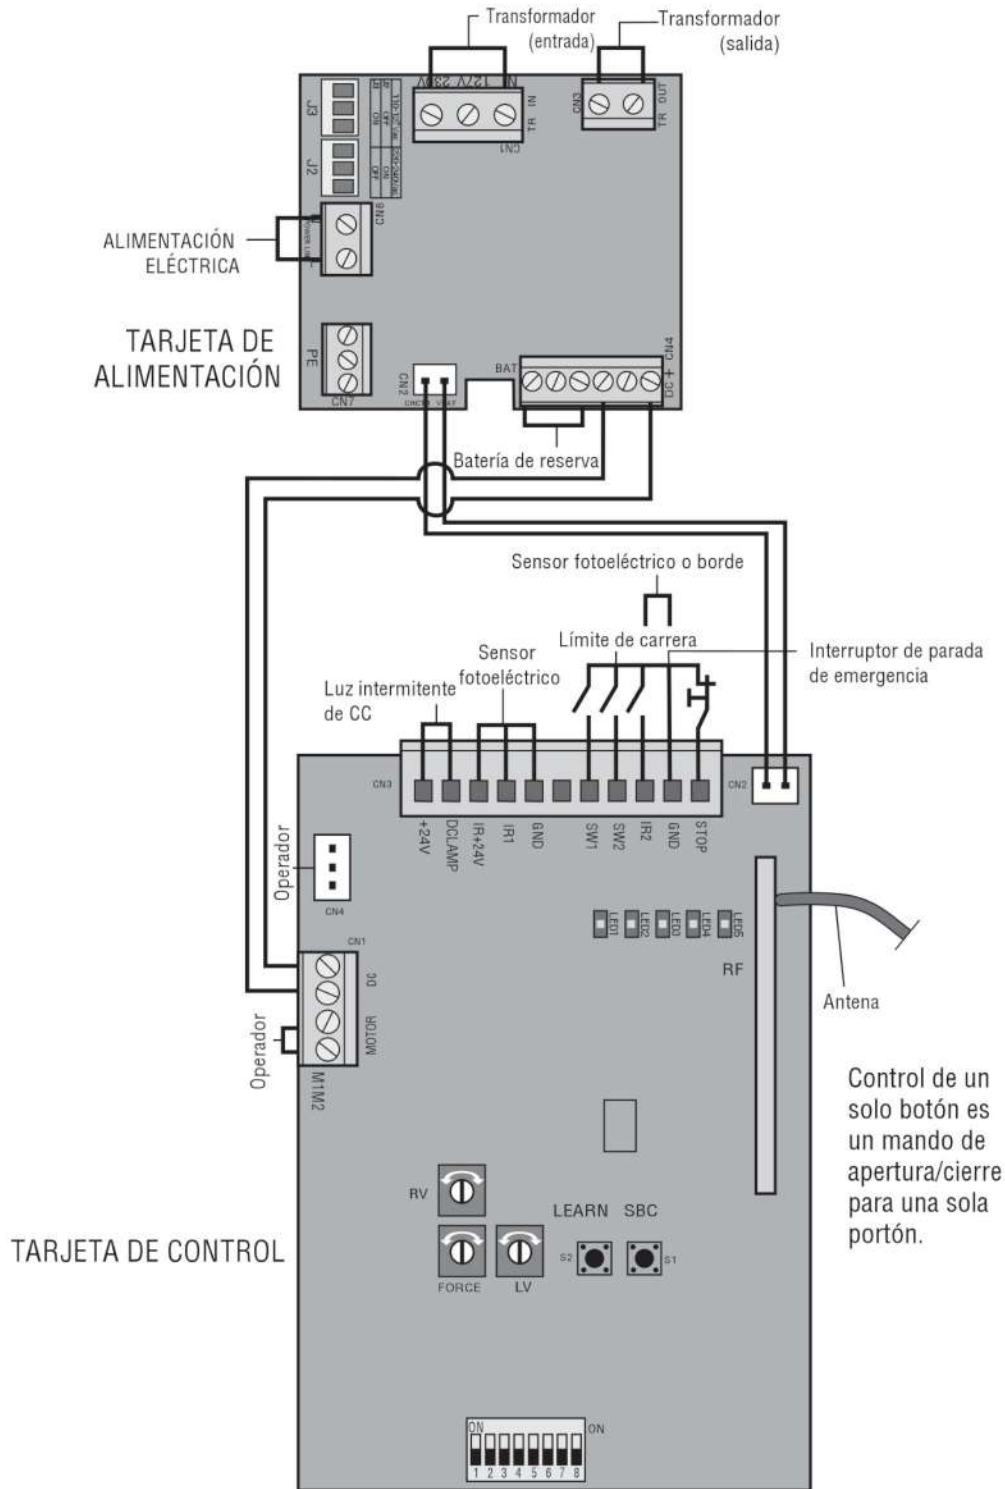 Transformador
(entrada)
Transformador
(salida)
N 127V 230V
TR IN
CN1
CN3
TR OUT
J3
J2
CN6
ALIMENTACIÓN
ELÉCTRICA
TARJETA DE
ALIMENTACIÓN
PE
CN7
CN2
BAT
DC + CN4
Batería de reserva
Sensor fotoeléctrico o borde
Límite de carrera
Sensor
fotoeléctrico
Luz intermitente
de CC
Interruptor de parada
de emergencia
CN3
CN2
+24V
DCLAMP
IR+24V
IR1
GND
SW1
SW2
IR2
GND
STOP
Operador
CN4
LED1
LED2
LED3
LED4
LED5
RF
Antena
CN1
DC
MOTOR
Operador
M1M2
Control de un
solo botón es
un mando de
apertura/cierre
para una sola
portón.
RV
LEARN SBC
S2
S1
FORCE
LV
TARJETA DE CONTROL
ON
ON
1 2 3 4 5 6 7 8